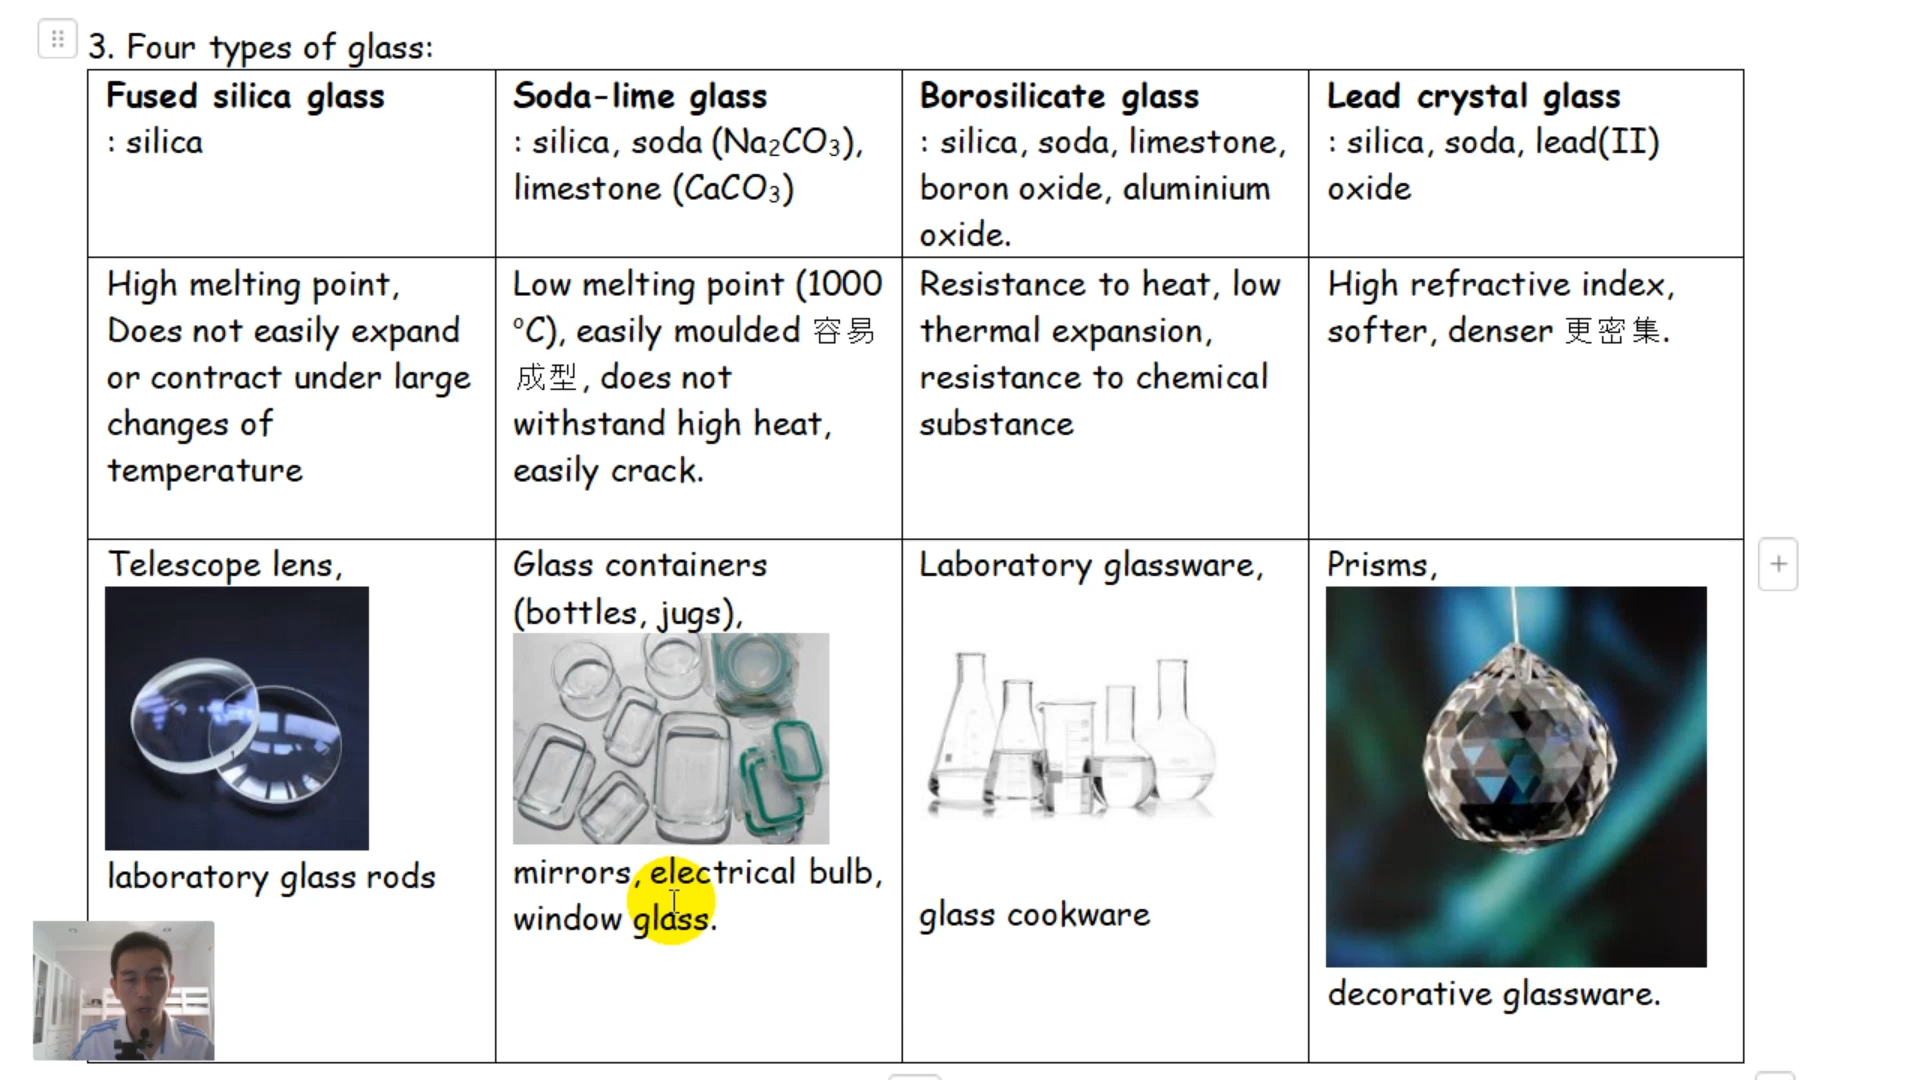 3. Four types of glass:
Fused silica glass
: silica
Soda-lime glass
: silica, soda (Na₂CO₃),
limestone (CaCO₃)
Borosilicate glass
: silica, soda, limestone,
boron oxide, aluminium
oxide.
Lead crystal glass
: silica, soda, lead(II)
oxide
High melting point,
Does not easily expand
or contract under large
changes of
temperature
Low melting point (1000
°C), easily moulded 容易
成型, does not
withstand high heat,
easily crack.
Resistance to heat, low
thermal expansion,
resistance to chemical
substance
High refractive index,
softer, denser 更密集.
Telescope lens,
laboratory glass rods
Glass containers
(bottles, jugs),
mirrors, electrical bulb,
window glass.
Laboratory glassware,
glass cookware
Prisms,
decorative glassware.